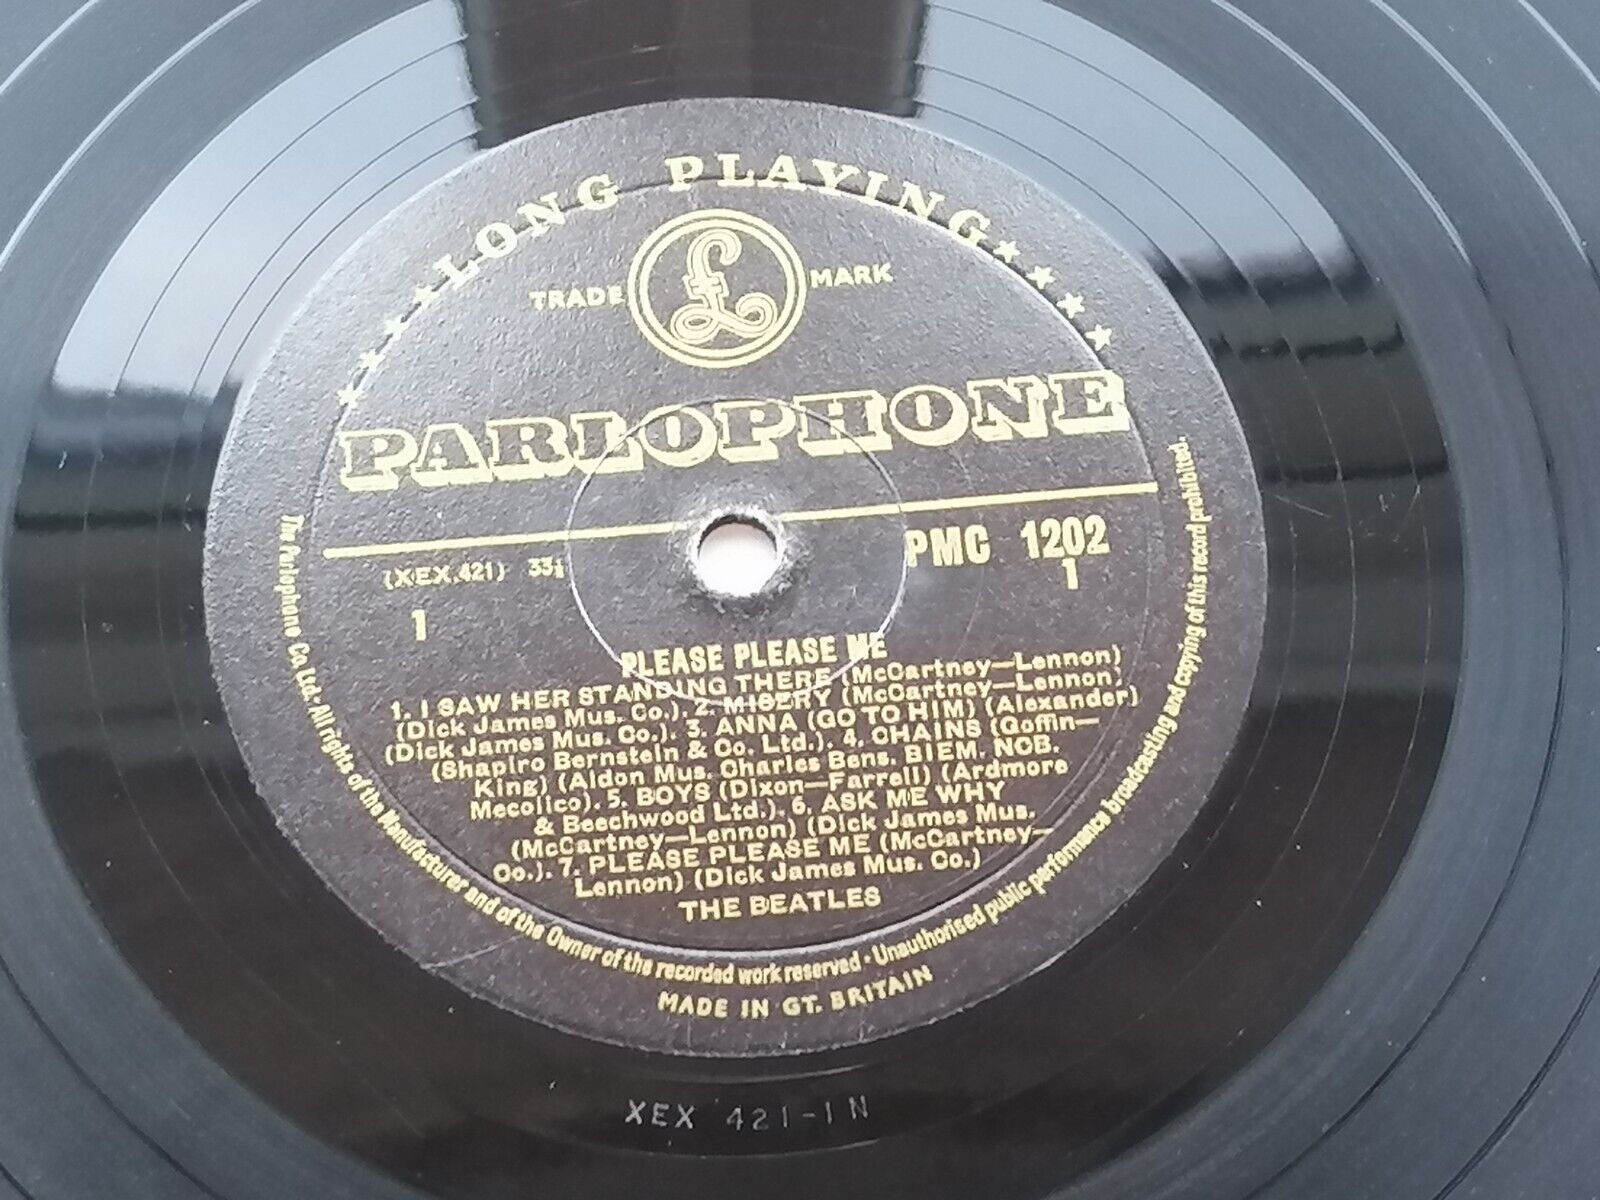 ★★★★LONG PLAYING★★★★
TRADE £ MARK
PARLOPHONE
(XEX.421) 33⅓
PMC 1202
1
1
PLEASE PLEASE ME
1. I SAW HER STANDING THERE (McCartney—Lennon)
(Dick James Mus. Co.). 2. MISERY (McCartney—Lennon)
(Dick James Mus. Co.). 3. ANNA (GO TO HIM) (Alexander)
(Shapiro Bernstein & Co. Ltd.). 4. CHAINS (Goffin—
King) (Aldon Mus. Charles Bens. BIEM. NCB.
Mecolico). 5. BOYS (Dixon—Farrell) (Ardmore
& Beechwood Ltd.). 6. ASK ME WHY
(McCartney—Lennon) (Dick James Mus.
Co.). 7. PLEASE PLEASE ME (McCartney—
Lennon) (Dick James Mus. Co.)
THE BEATLES
The Parlophone Co. Ltd. All rights of the Manufacturer and of the Owner of the recorded work reserved · Unauthorised public performance broadcasting and copying of this record prohibited.
MADE IN GT. BRITAIN
XEX 421-1N